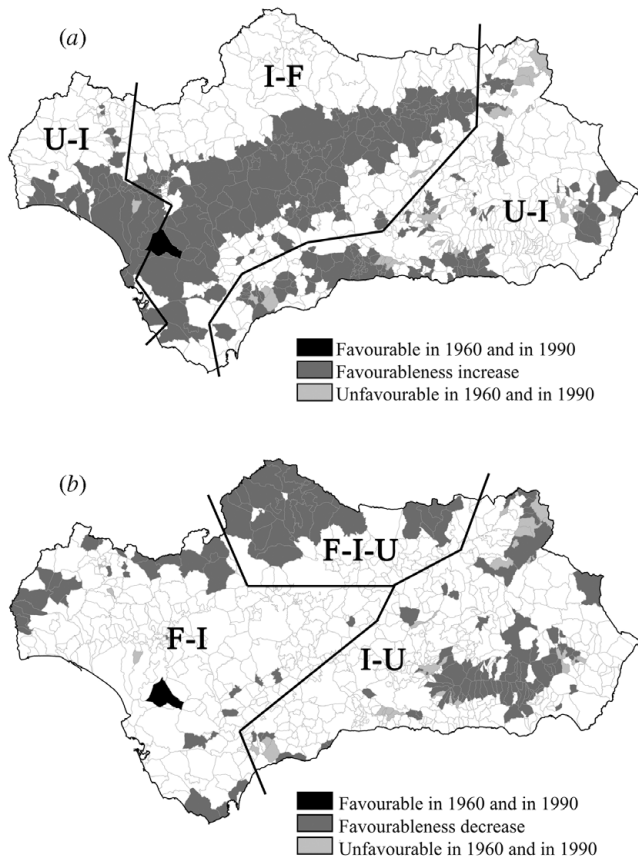 (a)
I-F
U-I
U-I
Favourable in 1960 and in 1990
Favourableness increase
Unfavourable in 1960 and in 1990
(b)
F-I-U
F-I
I-U
Favourable in 1960 and in 1990
Favourableness decrease
Unfavourable in 1960 and in 1990